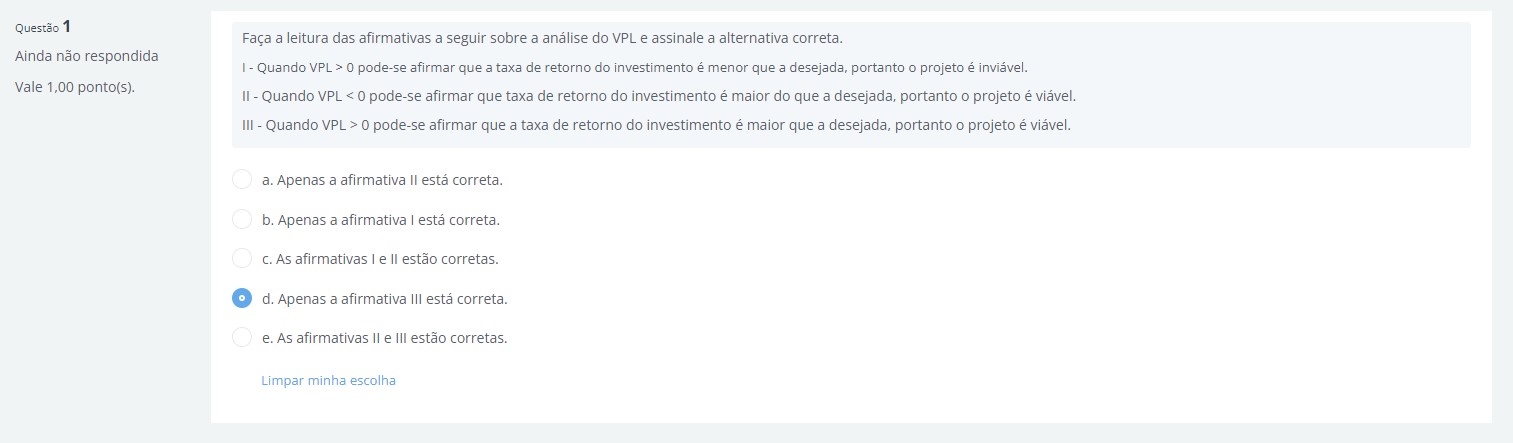 Questão 1
Ainda não respondida
Vale 1,00 ponto(s).
Faça a leitura das afirmativas a seguir sobre a análise do VPL e assinale a alternativa correta.
I - Quando VPL > 0 pode-se afirmar que a taxa de retorno do investimento é menor que a desejada, portanto o projeto é inviável.
II - Quando VPL < 0 pode-se afirmar que taxa de retorno do investimento é maior do que a desejada, portanto o projeto é viável.
III - Quando VPL > 0 pode-se afirmar que a taxa de retorno do investimento é maior que a desejada, portanto o projeto é viável.
a. Apenas a afirmativa II está correta.
b. Apenas a afirmativa I está correta.
c. As afirmativas I e II estão corretas.
d. Apenas a afirmativa III está correta.
e. As afirmativas II e III estão corretas.
Limpar minha escolha